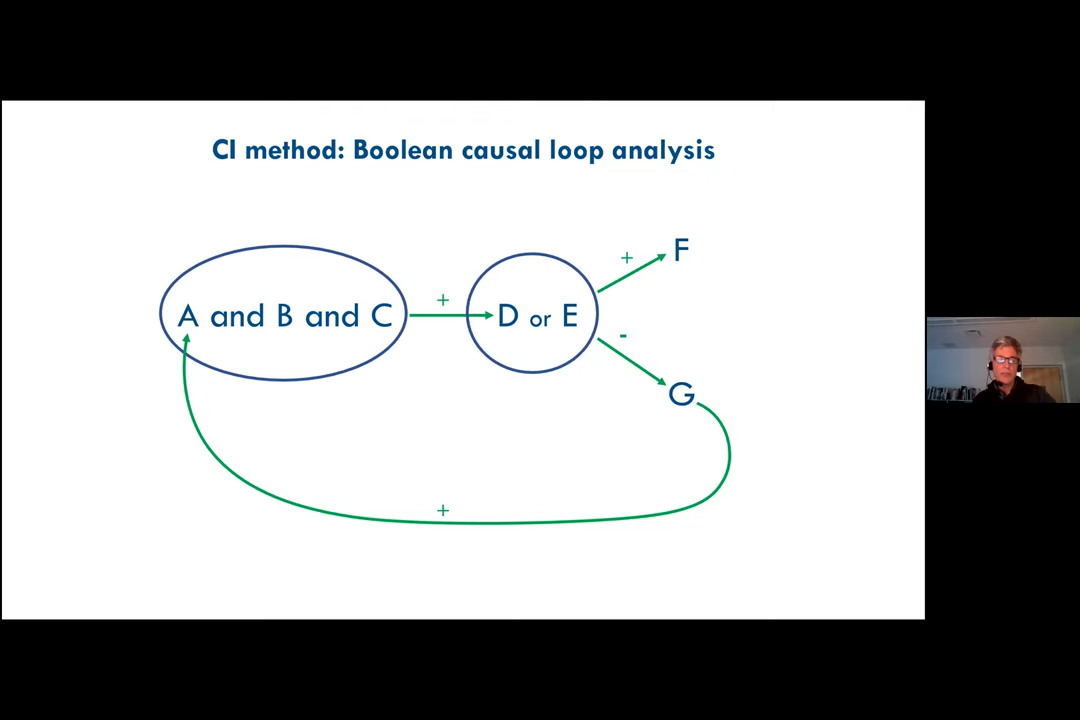 CI method: Boolean causal loop analysis
+
F
A and B and C
+
D or E
-
G
+